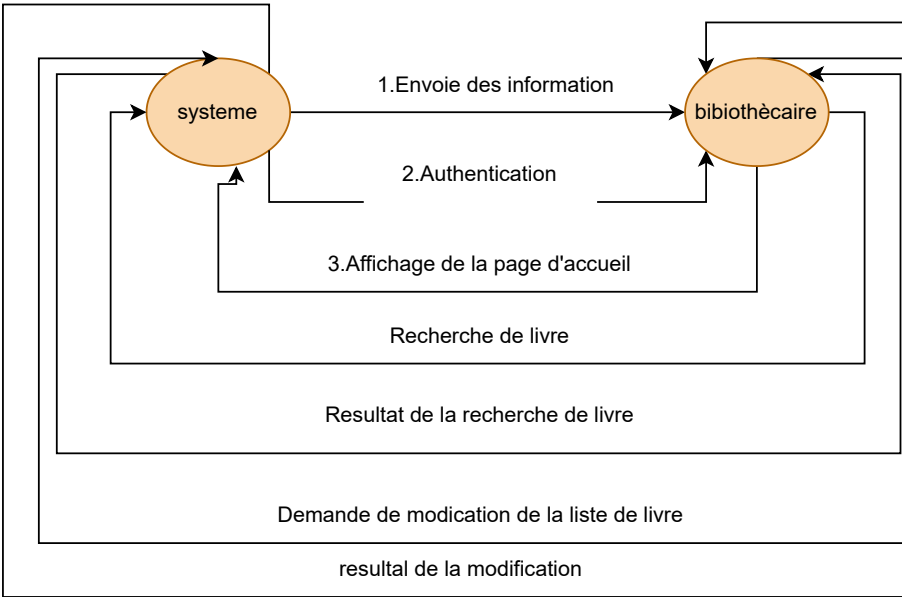 1.Envoie des information
systeme
bibiothècaire
2.Authentication
3.Affichage de la page d'accueil
Recherche de livre
Resultat de la recherche de livre
Demande de modication de la liste de livre
resultal de la modification